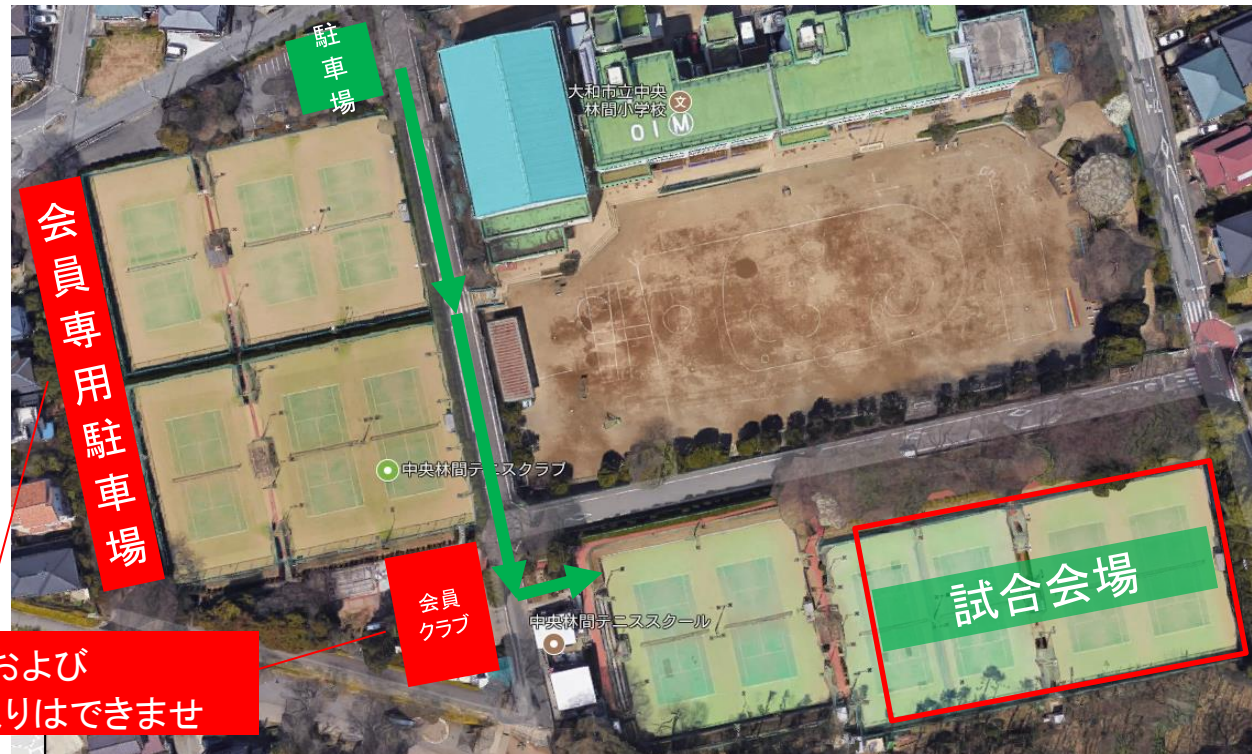 駐車場
大和市立中央
林間小学校
文
M10
会員専用駐車場
中央林間テニスクラブ
会員
クラブ
中央林間テニススクール
試合会場
および
りはできませ